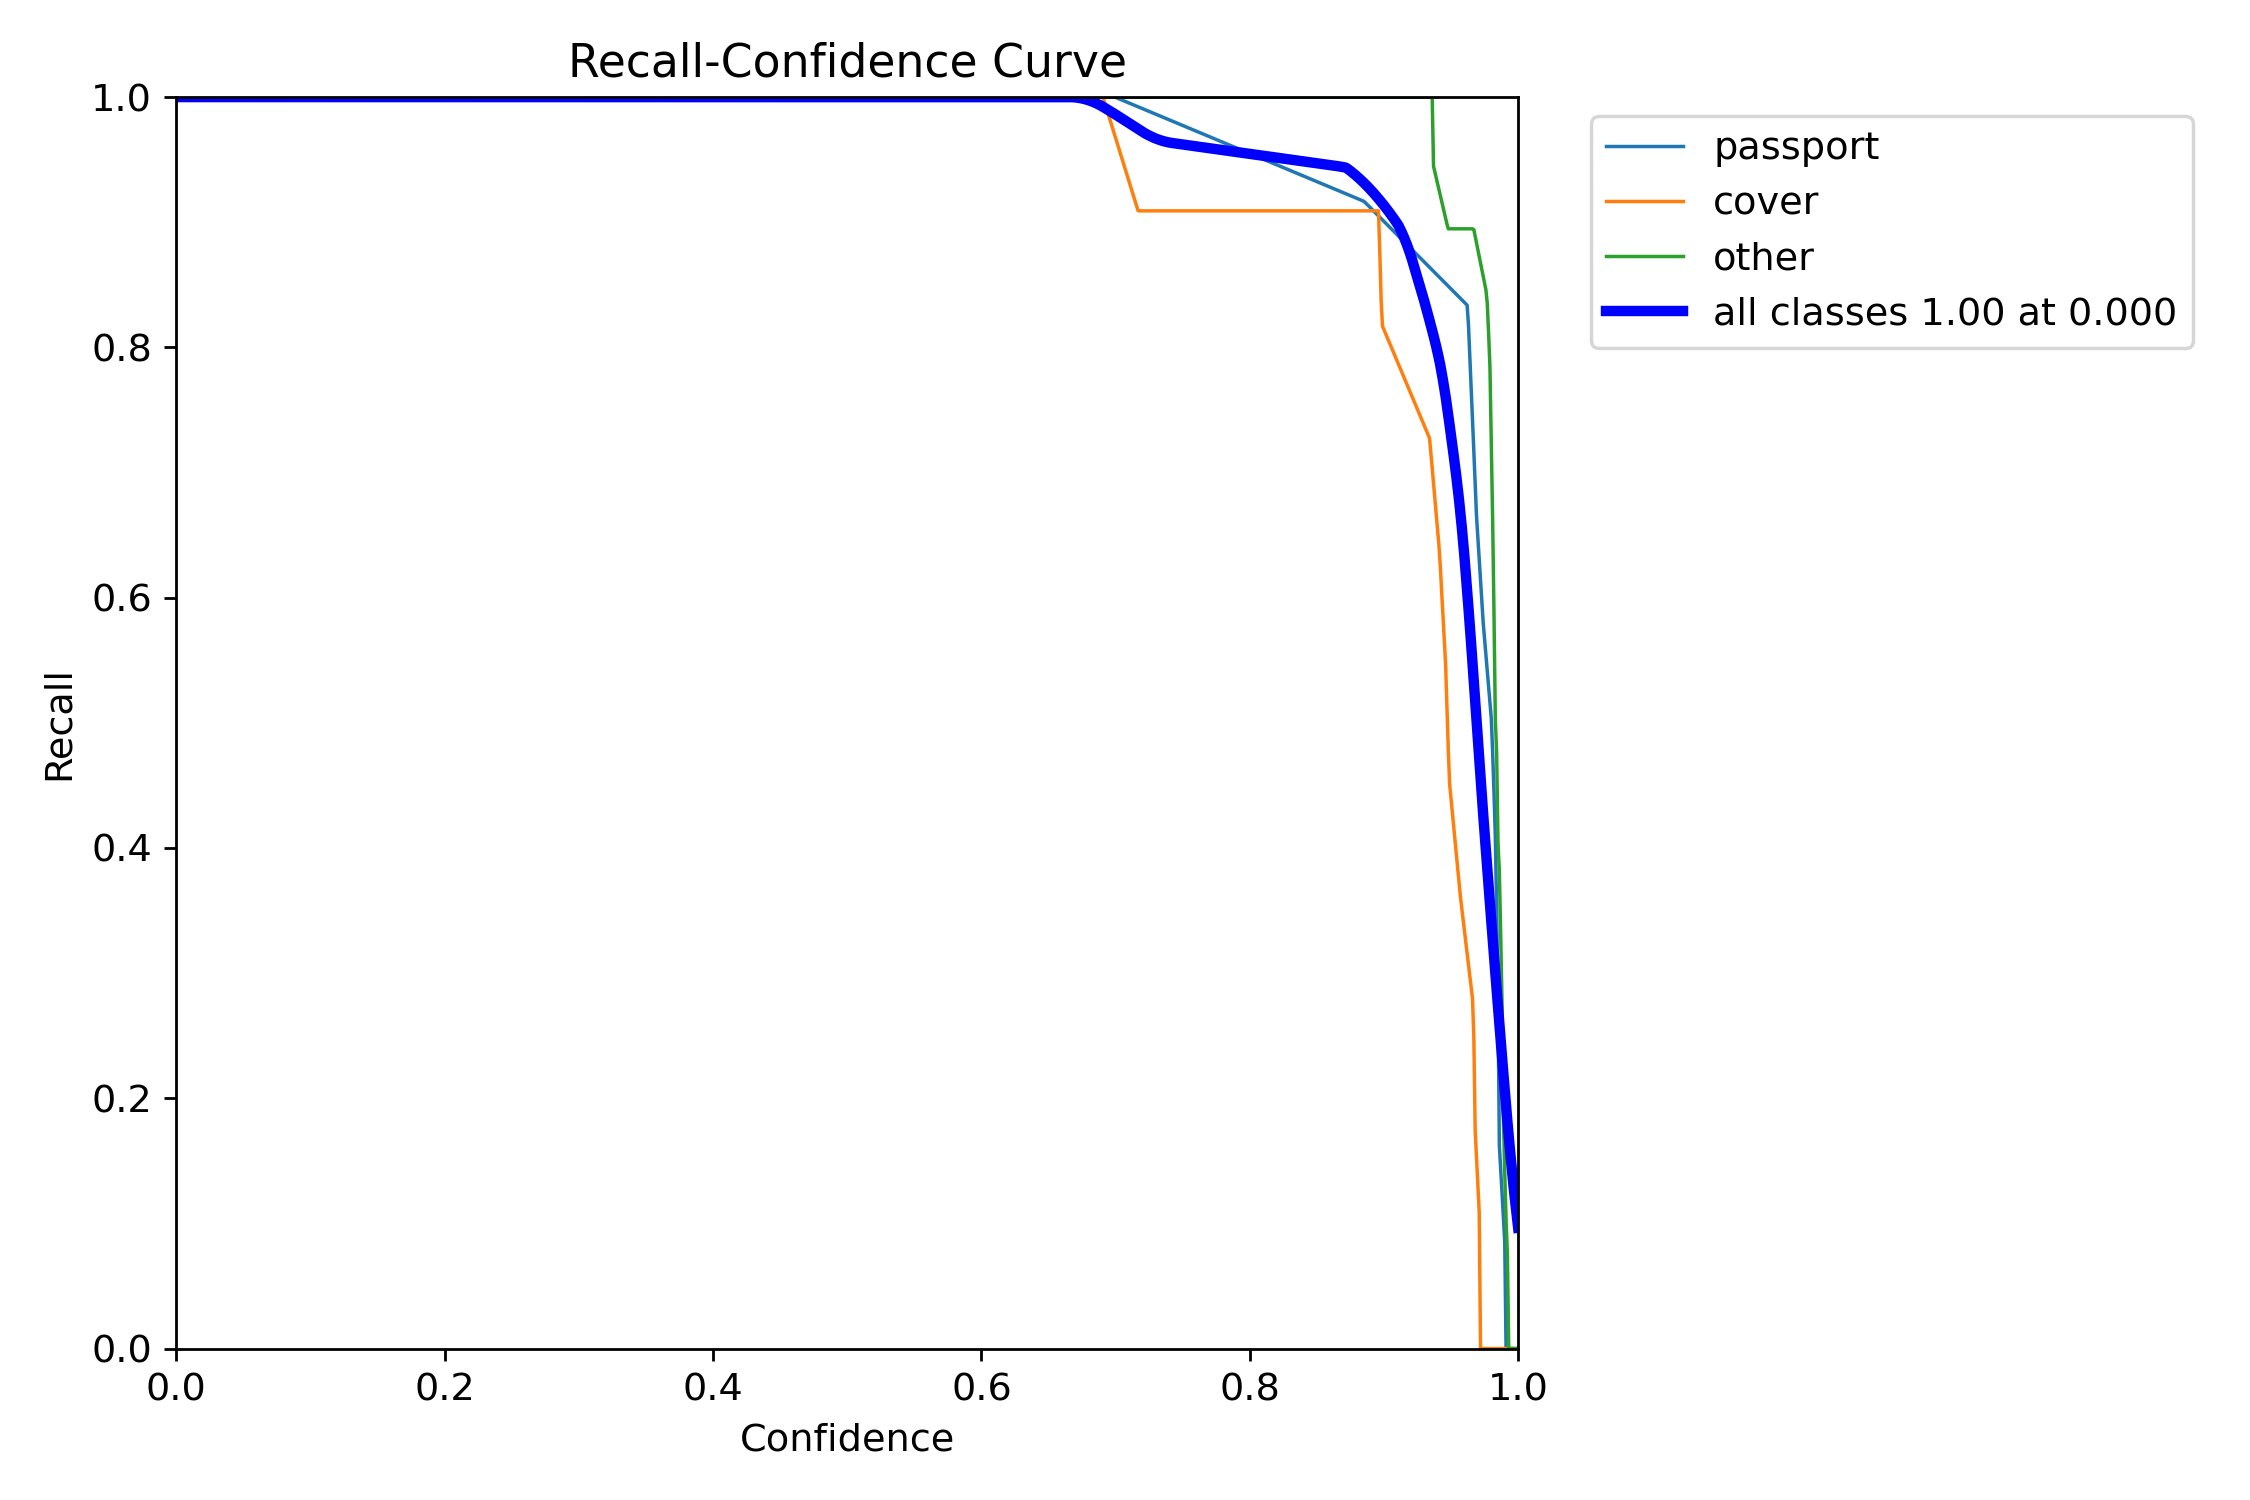 Recall-Confidence Curve
1.0
0.8
0.6
0.4
0.2
0.0
Recall
0.0 0.2 0.4 0.6 0.8 1.0
Confidence
passport
cover
other
all classes 1.00 at 0.000